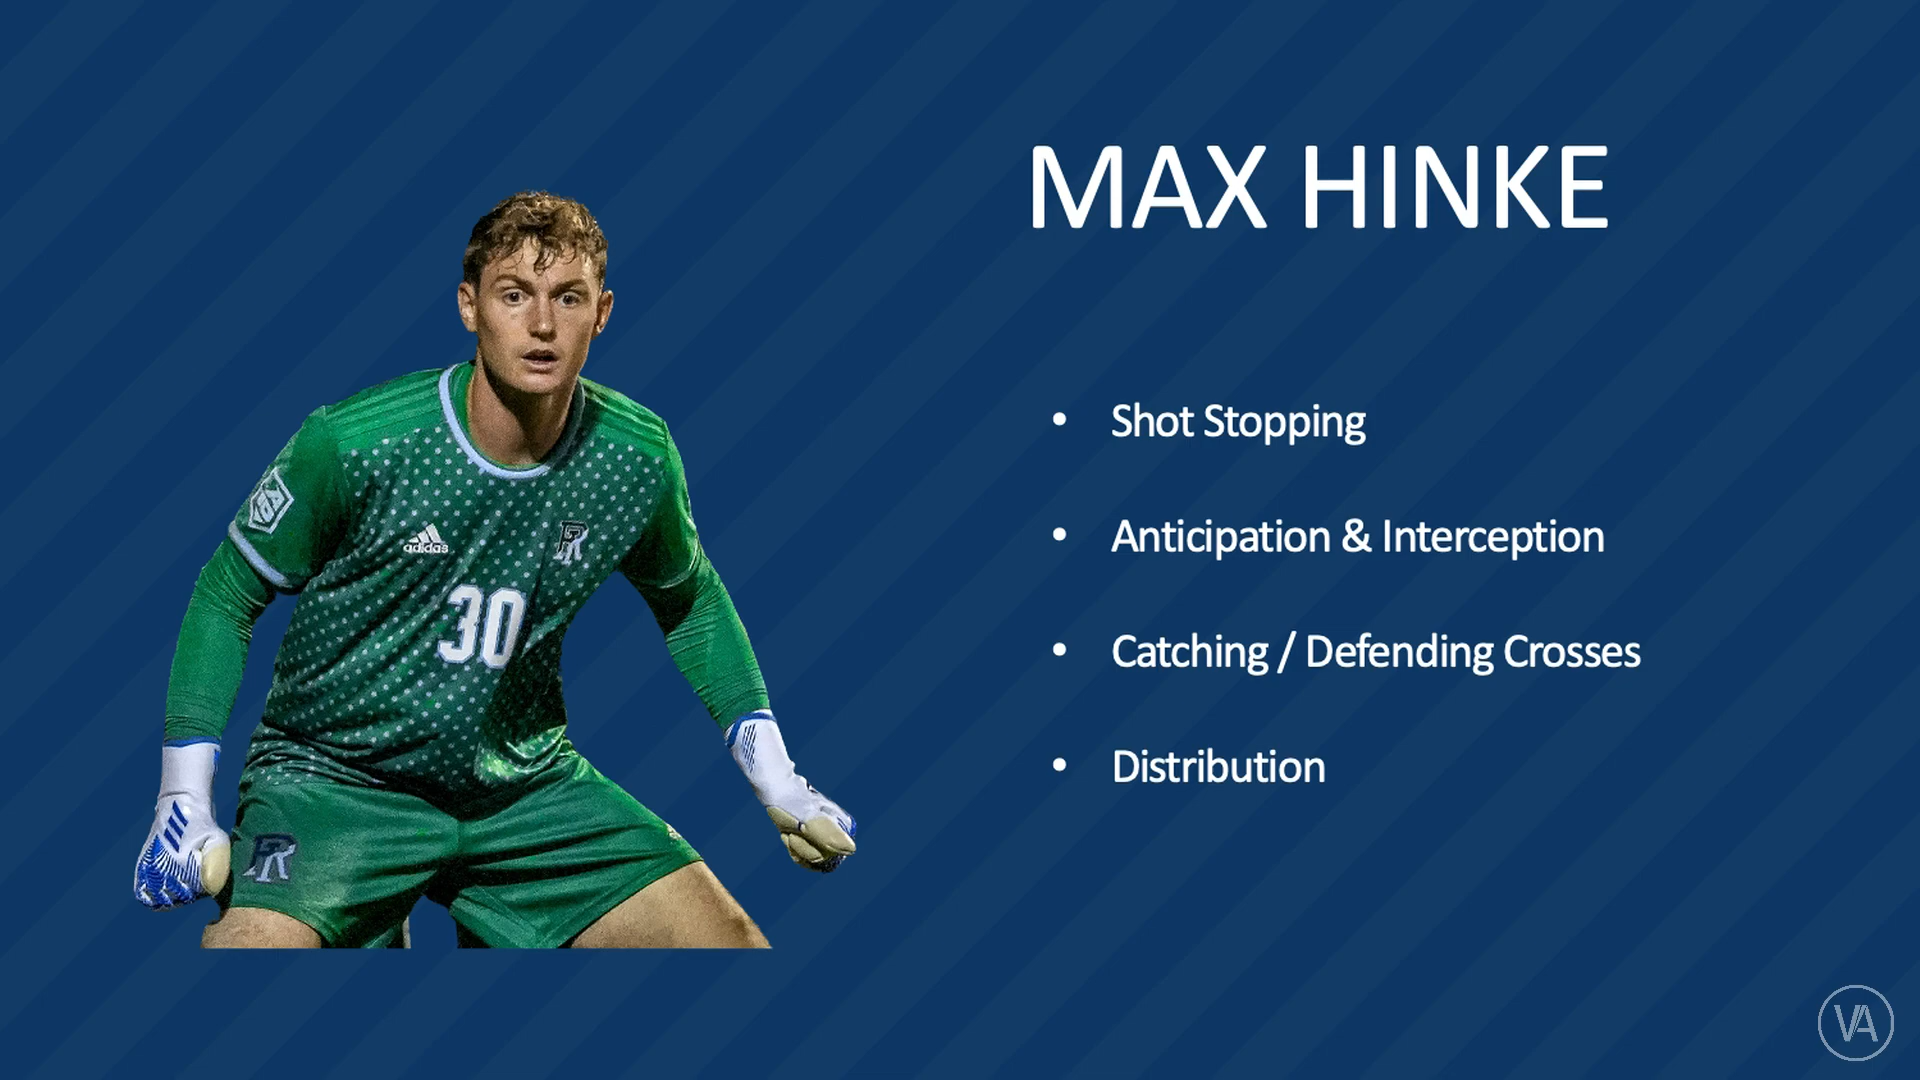 MAX HINKE
• Shot Stopping
• Anticipation & Interception
• Catching / Defending Crosses
• Distribution
adidas
R
30
R
VA